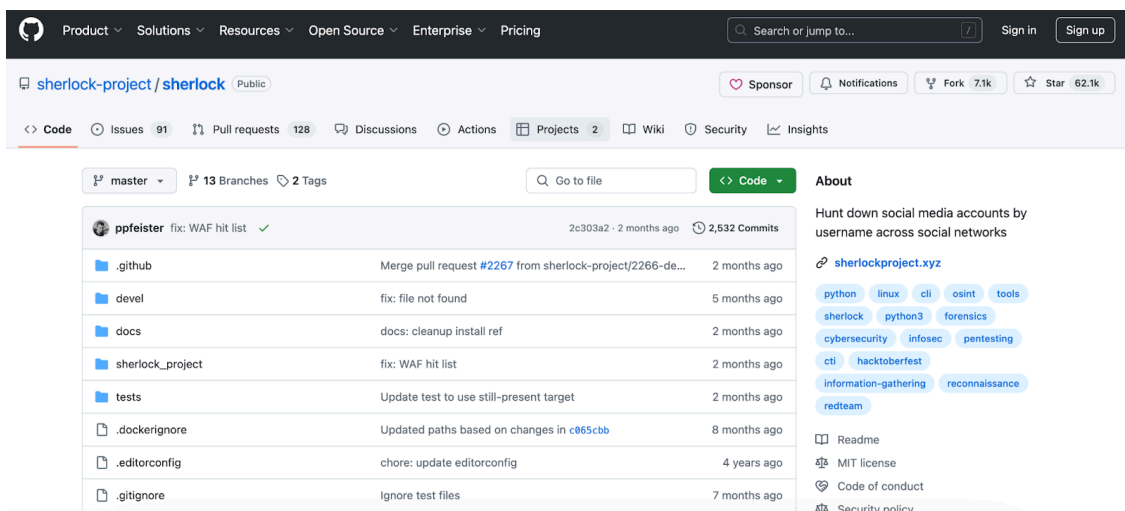 Product Solutions Resources Open Source Enterprise Pricing Search or jump to... / Sign in Sign up
sherlock-project / sherlock Public Sponsor Notifications Fork 7.1k Star 62.1k
Code Issues 91 Pull requests 128 Discussions Actions Projects 2 Wiki Security Insights
master 13 Branches 2 Tags Go to file Code
ppfeister fix: WAF hit list 2c303a2 · 2 months ago 2,532 Commits
.github Merge pull request #2267 from sherlock-project/2266-de... 2 months ago
devel fix: file not found 5 months ago
docs docs: cleanup install ref 2 months ago
sherlock_project fix: WAF hit list 2 months ago
tests Update test to use still-present target 2 months ago
.dockerignore Updated paths based on changes in c065cbb 8 months ago
.editorconfig chore: update editorconfig 4 years ago
.gitignore Ignore test files 7 months ago
About
Hunt down social media accounts by
username across social networks
sherlockproject.xyz
python linux cli osint tools
sherlock python3 forensics
cybersecurity infosec pentesting
cti hacktoberfest
information-gathering reconnaissance
redteam
Readme
MIT license
Code of conduct
Security policy